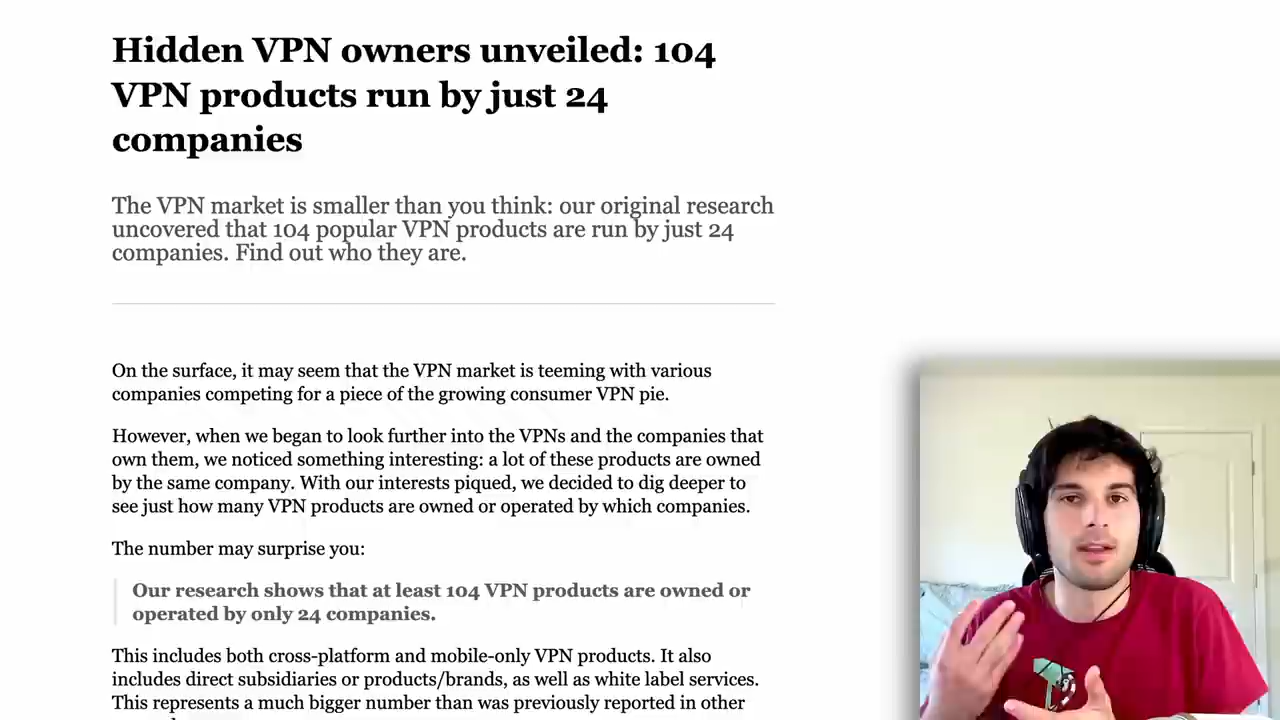 Hidden VPN owners unveiled: 104
VPN products run by just 24
companies
The VPN market is smaller than you think: our original research
uncovered that 104 popular VPN products are run by just 24
companies. Find out who they are.
On the surface, it may seem that the VPN market is teeming with various
companies competing for a piece of the growing consumer VPN pie.
However, when we began to look further into the VPNs and the companies that
own them, we noticed something interesting: a lot of these products are owned
by the same company. With our interests piqued, we decided to dig deeper to
see just how many VPN products are owned or operated by which companies.
The number may surprise you:
Our research shows that at least 104 VPN products are owned or
operated by only 24 companies.
This includes both cross-platform and mobile-only VPN products. It also
includes direct subsidiaries or products/brands, as well as white label services.
This represents a much bigger number than was previously reported in other